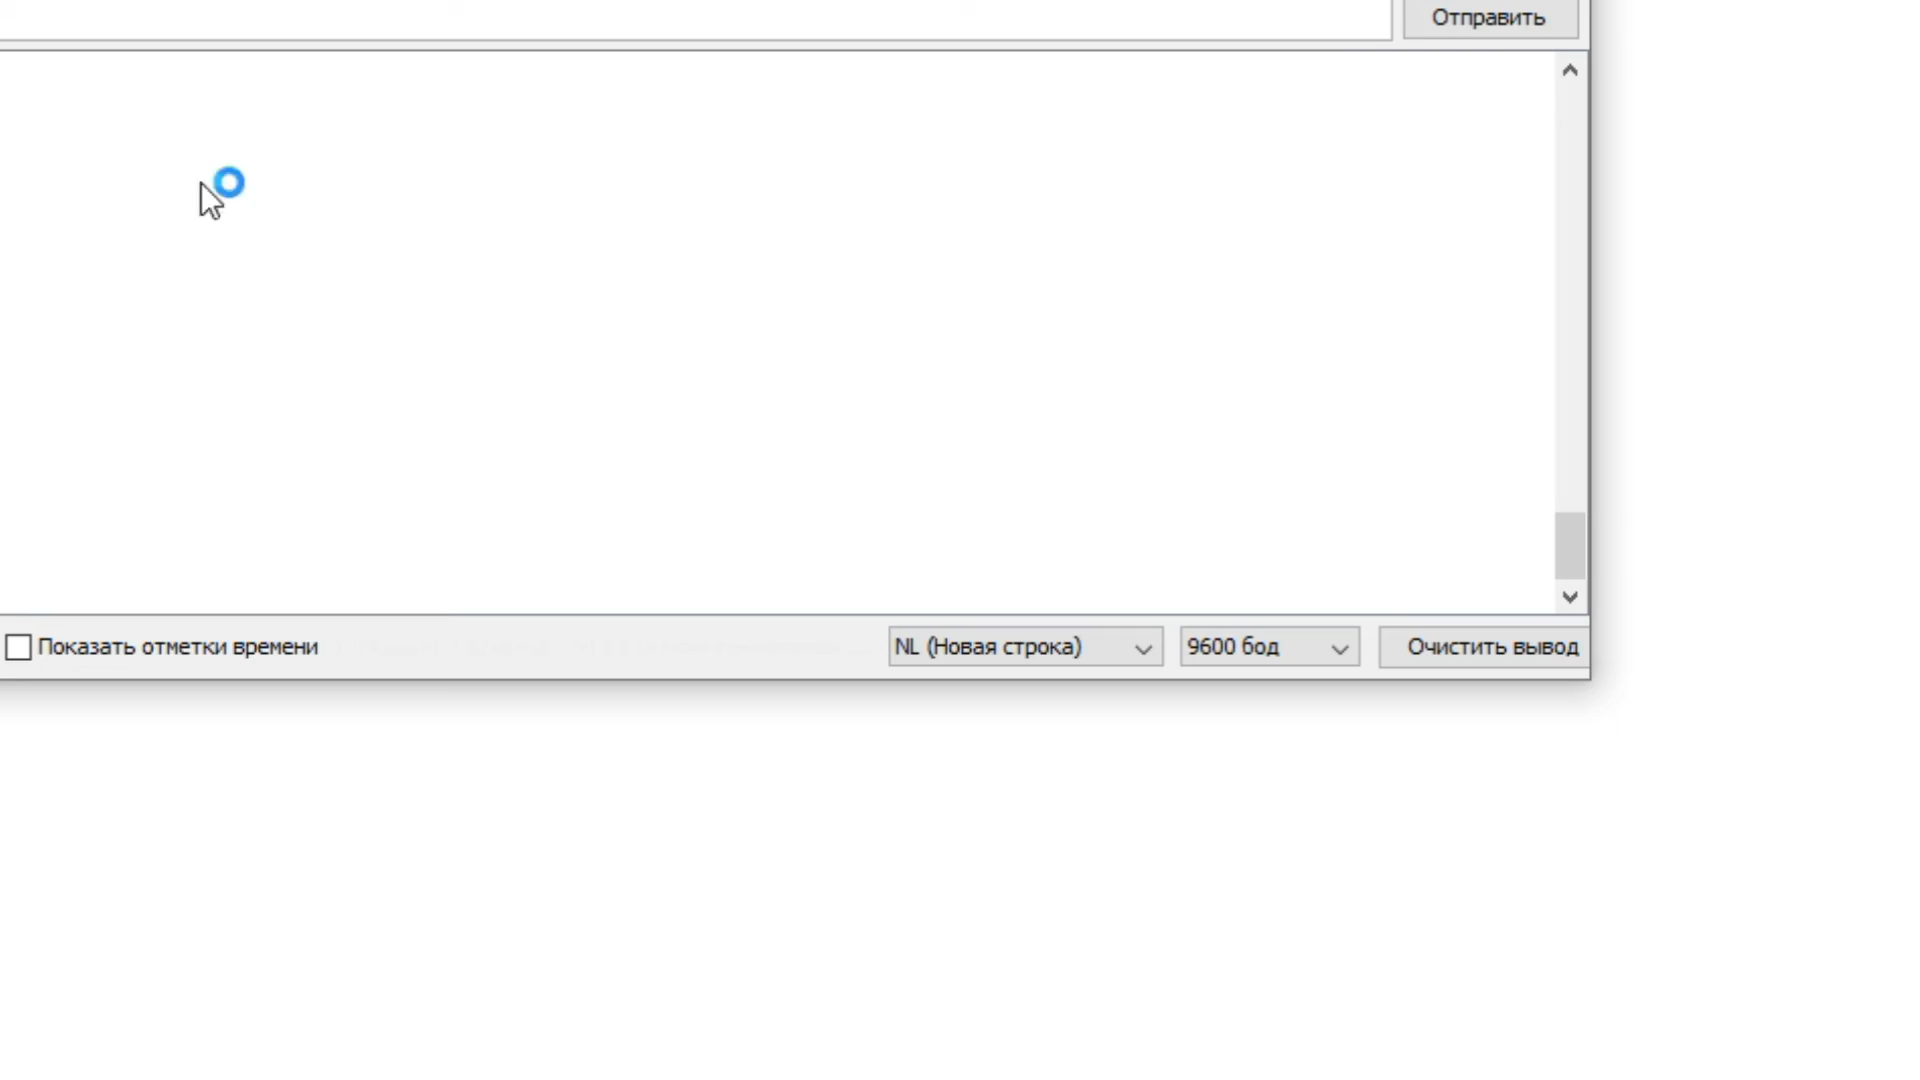 Отправить
Показать отметки времени
NL (Новая строка)
9600 бод
Очистить вывод